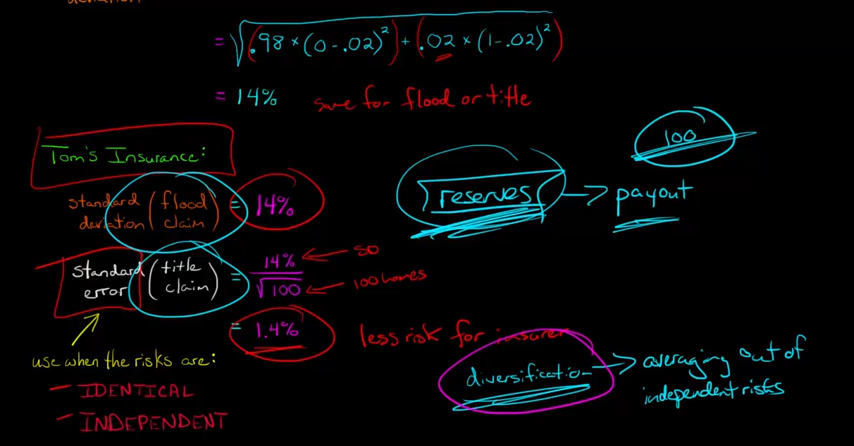 deviation
= √(.98 × (0 - .02)²) + (.02 × (1 - .02)²)
= 14% same for flood or title
100
Tom's Insurance:
standard deviation (flood claim) = 14%
reserves → payout
standard error (title claim) = 14% / √100
← SD
← 100 homes
= 1.4% less risk for insurer
use when the risks are:
- IDENTICAL
- INDEPENDENT
diversification → averaging out of
independent risks